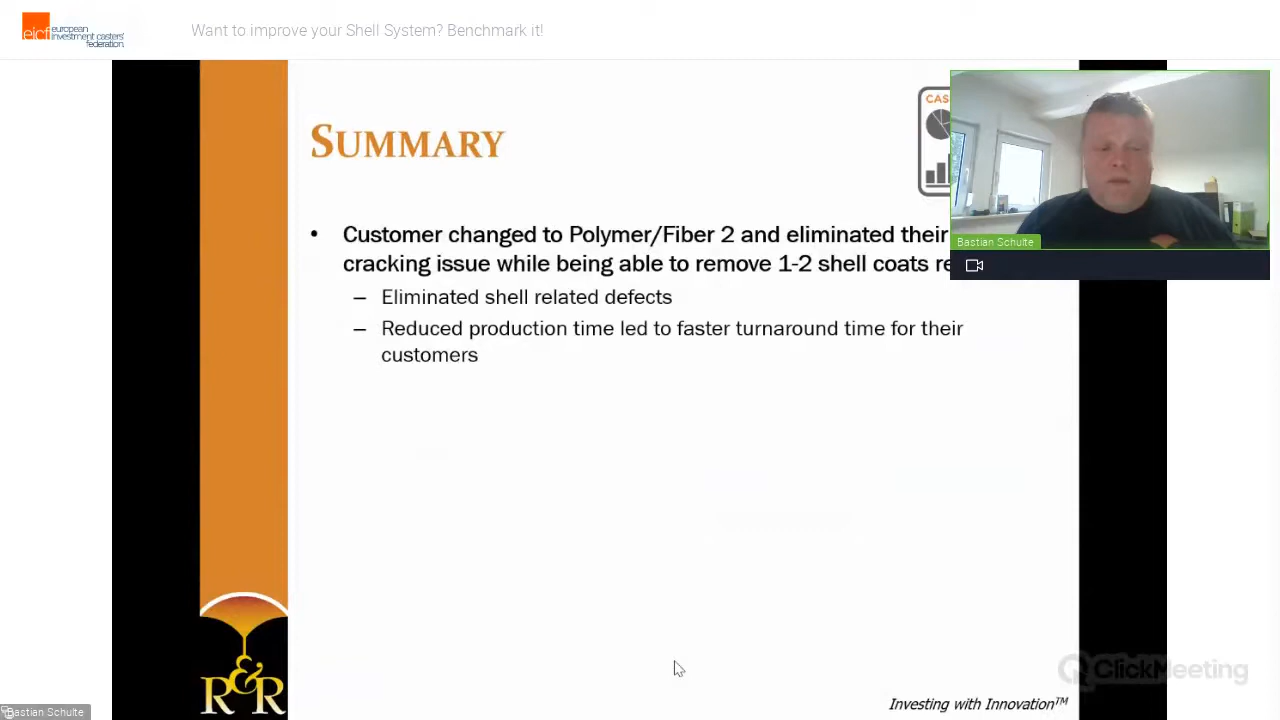 eicf
european
investment casters'
federation.
Want to improve your Shell System? Benchmark it!
SUMMARY
CAS
Bastian Schulte
• Customer changed to Polymer/Fiber 2 and eliminated their
cracking issue while being able to remove 1-2 shell coats
– Eliminated shell related defects
– Reduced production time led to faster turnaround time for their
customers
R&R
ClickMeeting
Investing with Innovation™
Bastian Schulte